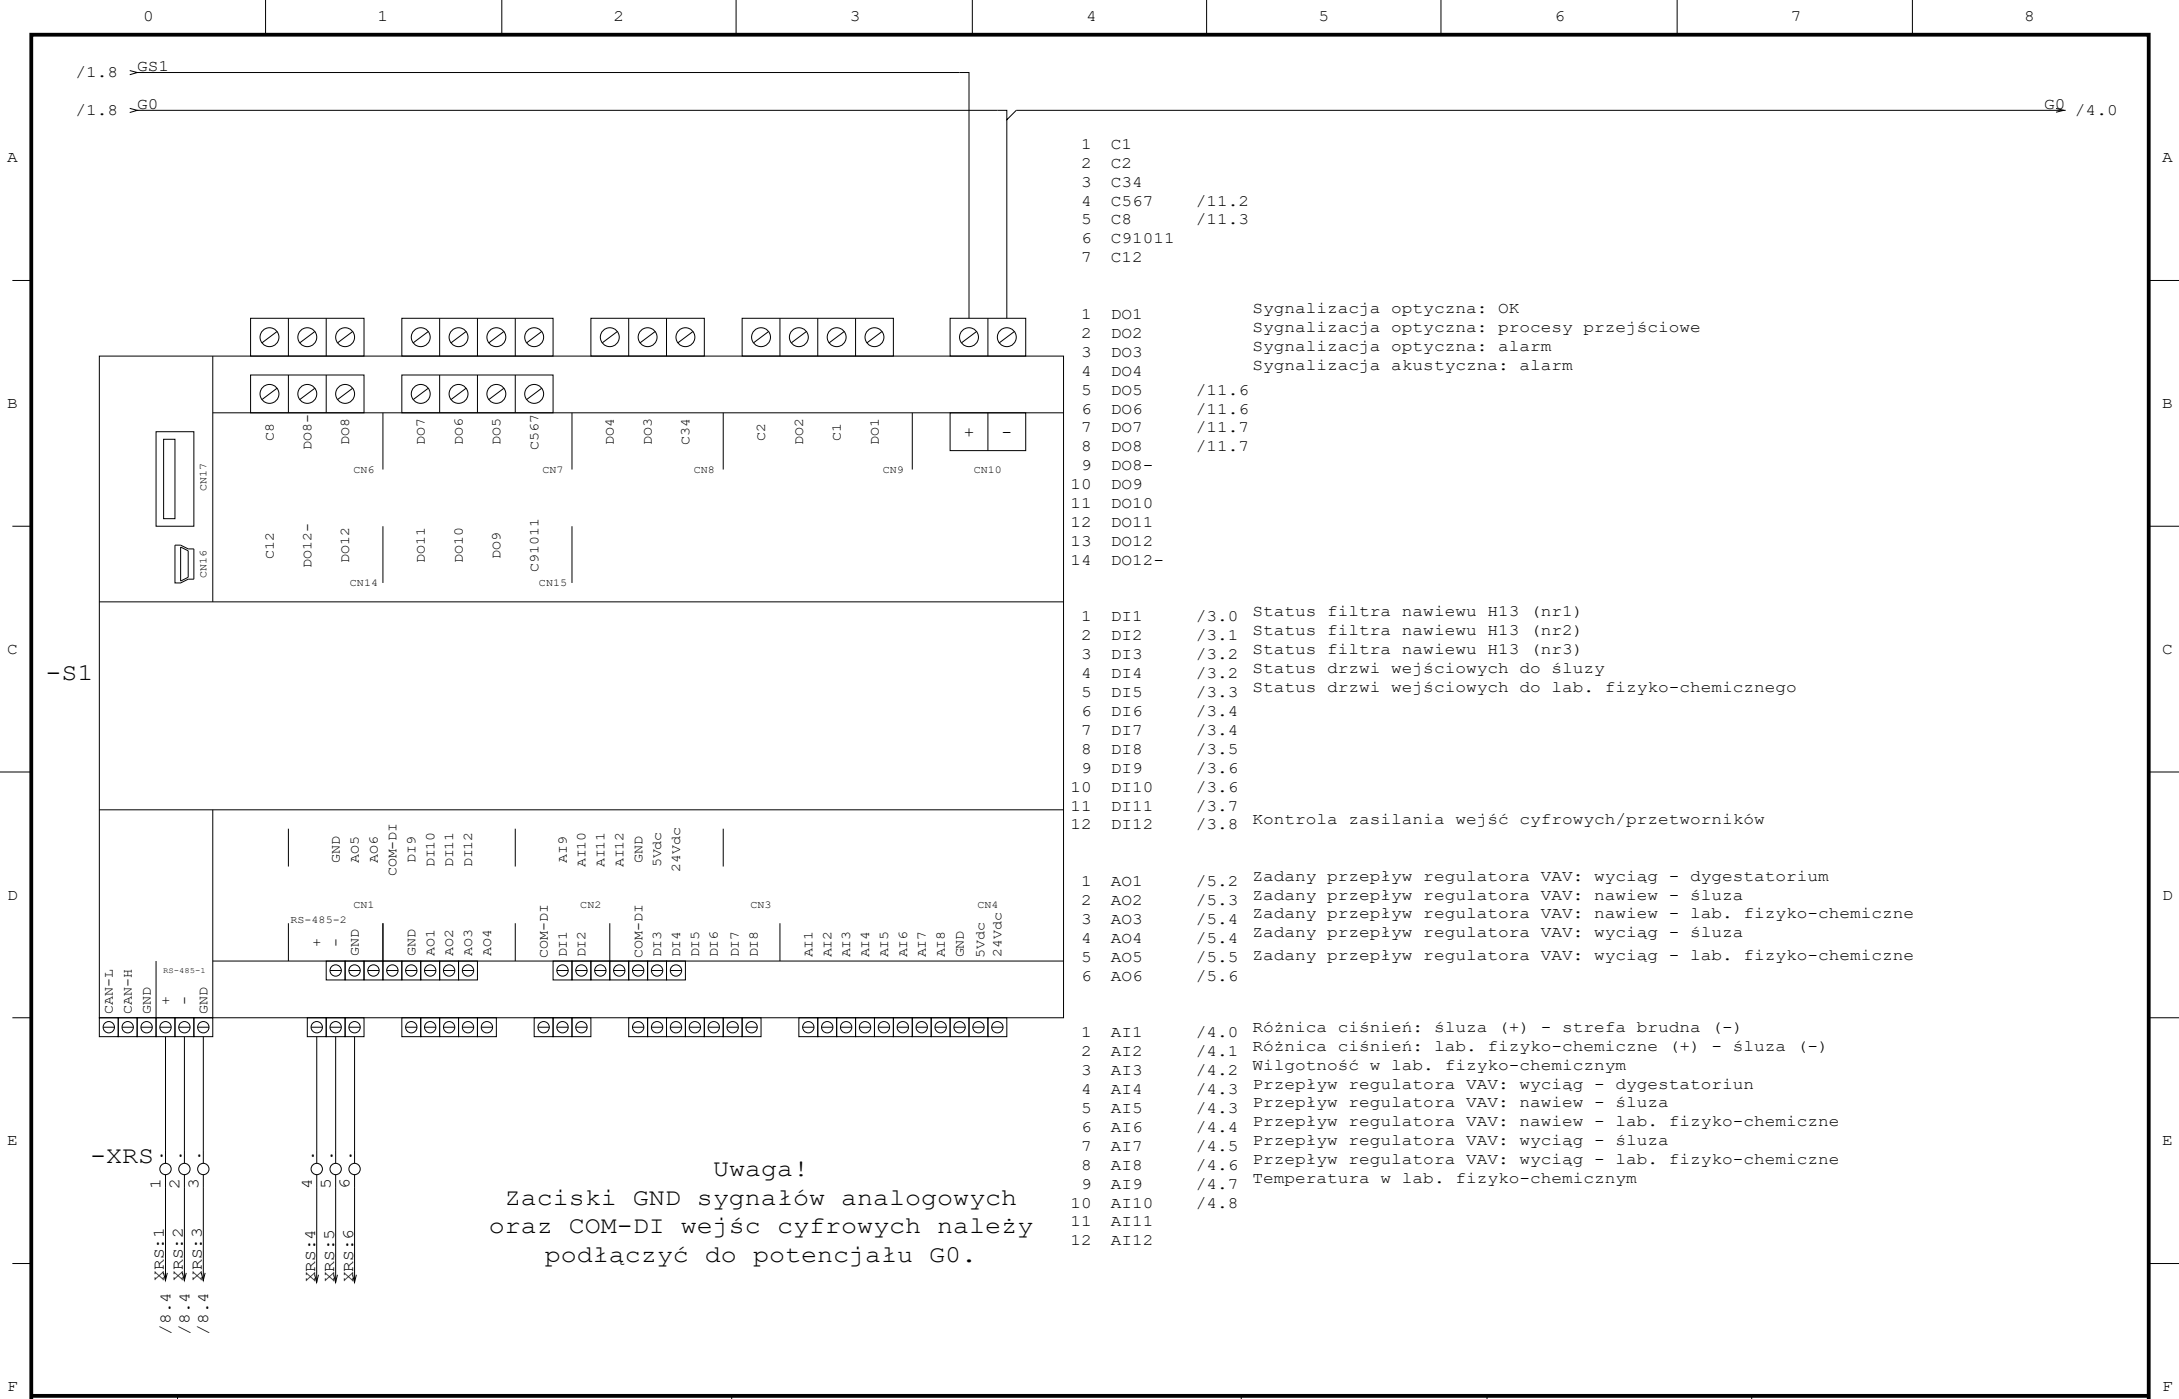 0 1 2 3 4 5 6 7 8
/1.8 GS1
/1.8 G0
G0 /4.0
A A
1 C1
2 C2
3 C34
4 C567 /11.2
5 C8 /11.3
6 C91011
7 C12
1 DO1 Sygnalizacja optyczna: OK
2 DO2 Sygnalizacja optyczna: procesy przejściowe
3 DO3 Sygnalizacja optyczna: alarm
4 DO4 Sygnalizacja akustyczna: alarm
5 DO5 /11.6
6 DO6 /11.6
7 DO7 /11.7
8 DO8 /11.7
9 DO8-
10 DO9
11 DO10
12 DO11
13 DO12
14 DO12-
B B
C8 DO8- DO8 DO7 DO6 DO5 C567 DO4 DO3 C34 C2 DO2 C1 DO1 + -
CN17 CN6 CN7 CN8 CN9 CN10
C12 DO12- DO12 DO11 DO10 DO9 C91011
CN16 CN14 CN15
1 DI1 /3.0 Status filtra nawiewu H13 (nr1)
2 DI2 /3.1 Status filtra nawiewu H13 (nr2)
3 DI3 /3.2 Status filtra nawiewu H13 (nr3)
4 DI4 /3.2 Status drzwi wejściowych do śluzy
5 DI5 /3.3 Status drzwi wejściowych do lab. fizyko-chemicznego
6 DI6 /3.4
7 DI7 /3.4
8 DI8 /3.5
9 DI9 /3.6
10 DI10 /3.6
11 DI11 /3.7
12 DI12 /3.8 Kontrola zasilania wejść cyfrowych/przetworników
C C
-S1
GND AO5 AO6 COM-DI DI9 DI10 DI11 DI12 AI9 AI10 AI11 AI12 GND 5Vdc 24Vdc
CN1 CN2 CN3 CN4
RS-485-2
+ - GND GND AO1 AO2 AO3 AO4 COM-DI DI1 DI2 COM-DI DI3 DI4 DI5 DI6 DI7 DI8 AI1 AI2 AI3 AI4 AI5 AI6 AI7 AI8 GND 5Vdc 24Vdc
RS-485-1
CAN-L CAN-H GND + - GND
D D
1 AO1 /5.2 Zadany przepływ regulatora VAV: wyciąg - dygestatorium
2 AO2 /5.3 Zadany przepływ regulatora VAV: nawiew - śluza
3 AO3 /5.4 Zadany przepływ regulatora VAV: nawiew - lab. fizyko-chemiczne
4 AO4 /5.4 Zadany przepływ regulatora VAV: wyciąg - śluza
5 AO5 /5.5 Zadany przepływ regulatora VAV: wyciąg - lab. fizyko-chemiczne
6 AO6 /5.6
1 AI1 /4.0 Różnica ciśnień: śluza (+) - strefa brudna (-)
2 AI2 /4.1 Różnica ciśnień: lab. fizyko-chemiczne (+) - śluza (-)
3 AI3 /4.2 Wilgotność w lab. fizyko-chemicznym
4 AI4 /4.3 Przepływ regulatora VAV: wyciąg - dygestatoriun
5 AI5 /4.3 Przepływ regulatora VAV: nawiew - śluza
6 AI6 /4.4 Przepływ regulatora VAV: nawiew - lab. fizyko-chemiczne
7 AI7 /4.5 Przepływ regulatora VAV: wyciąg - śluza
8 AI8 /4.6 Przepływ regulatora VAV: wyciąg - lab. fizyko-chemiczne
9 AI9 /4.7 Temperatura w lab. fizyko-chemicznym
10 AI10 /4.8
11 AI11
12 AI12
E E
-XRS
1 2 3 4 5 6
XRS:1 XRS:2 XRS:3 XRS:4 XRS:5 XRS:6
/8.4 /8.4 /8.4
Uwaga!
Zaciski GND sygnałów analogowych
oraz COM-DI wejśc cyfrowych należy
podłączyć do potencjału G0.
F F